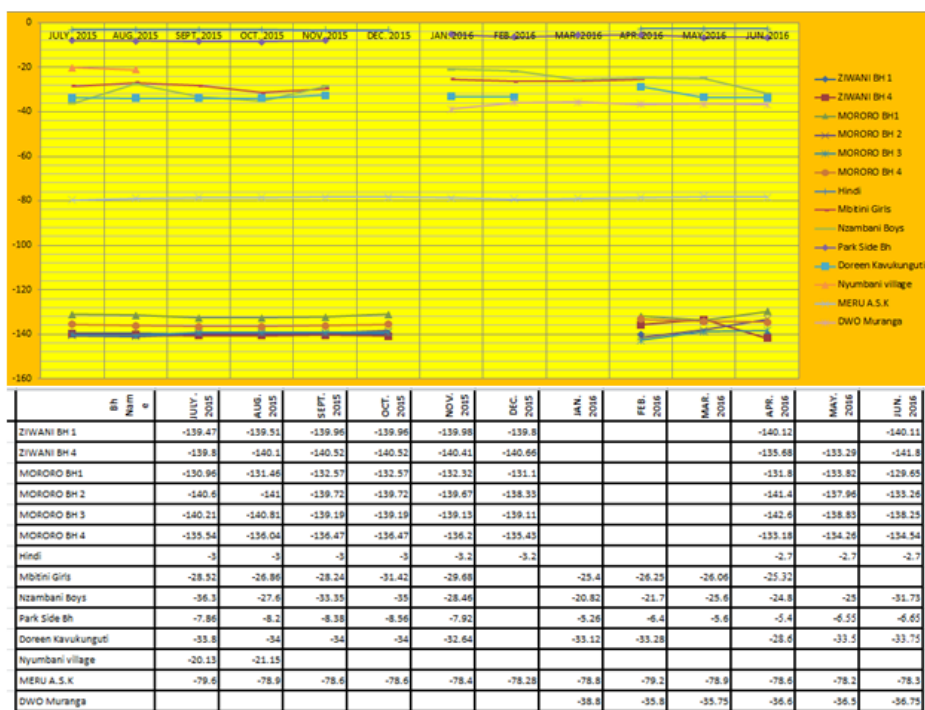 0
JULY. 2015 AUG. 2015 SEPT. 2015 OCT. 2015 NOV. 2015 DEC. 2015 JAN. 2016 FEB. 2016 MAR. 2016 APR. 2016 MAY. 2016 JUN. 2016
-20
-40
-60
-80
-100
-120
-140
-160
ZIWANI BH 1
ZIWANI BH 4
MORORO BH1
MORORO BH 2
MORORO BH 3
MORORO BH 4
Hindi
Mbitini Girls
Nzambani Boys
Park Side Bh
Doreen Kavukunguti
Nyumbani village
MERU A.S.K
DWO Muranga
Bh Nam e JULY. 2015 AUG. 2015 SEPT. 2015 OCT. 2015 NOV. 2015 DEC. 2015 JAN. 2016 FEB. 2016 MAR. 2016 APR. 2016 MAY. 2016 JUN. 2016
ZIWANI BH 1 -139.47 -139.51 -139.96 -139.96 -139.98 -139.8 -140.12 -140.11
ZIWANI BH 4 -139.8 -140.1 -140.52 -140.52 -140.41 -140.66 -135.68 -133.29 -141.8
MORORO BH1 -130.96 -131.46 -132.57 -132.57 -132.32 -131.1 -131.8 -133.82 -129.65
MORORO BH 2 -140.6 -141 -139.72 -139.72 -139.67 -138.33 -141.4 -137.96 -133.26
MORORO BH 3 -140.21 -140.81 -139.19 -139.19 -139.13 -139.11 -142.6 -138.83 -138.25
MORORO BH 4 -135.54 -136.04 -136.47 -136.47 -136.2 -135.43 -133.18 -134.26 -134.54
Hindi -3 -3 -3 -3 -3.2 -3.2 -2.7 -2.7 -2.7
Mbitini Girls -28.52 -26.86 -28.24 -31.42 -29.68 -25.4 -26.25 -26.06 -25.32
Nzambani Boys -36.3 -27.6 -33.35 -35 -28.46 -20.82 -21.7 -25.6 -24.8 -25 -31.73
Park Side Bh -7.86 -8.2 -8.38 -8.56 -7.92 -5.26 -6.4 -5.6 -5.4 -6.55 -6.65
Doreen Kavukunguti -33.8 -34 -34 -34 -32.64 -33.12 -33.28 -28.6 -33.5 -33.75
Nyumbani village -20.13 -21.15
MERU A.S.K -79.6 -78.9 -78.6 -78.6 -78.4 -78.28 -78.8 -79.2 -78.9 -78.6 -78.2 -78.3
DWO Muranga -38.8 -35.8 -35.75 -36.6 -36.5 -36.75